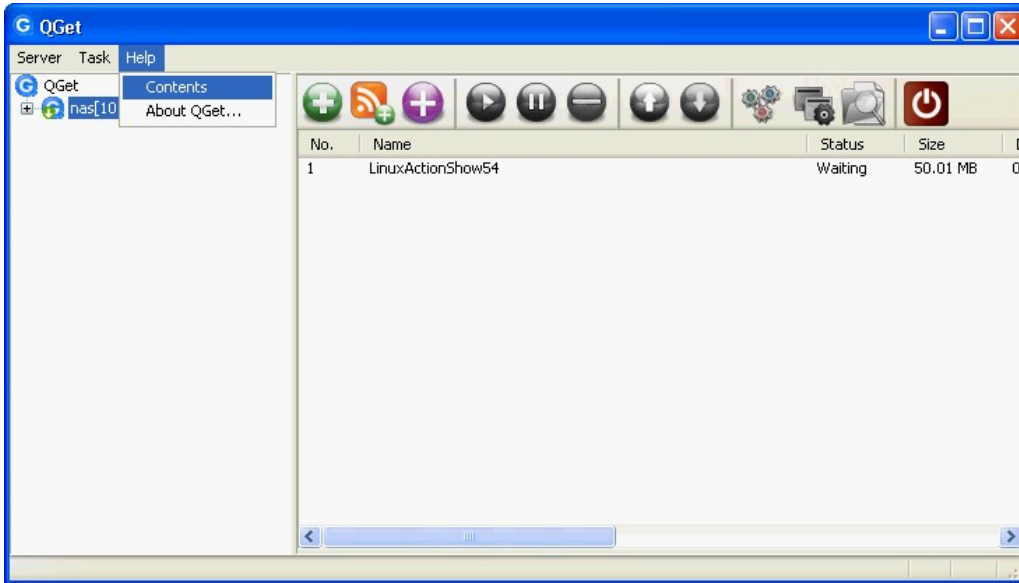 QGet
Server Task Help
QGet
nas[10
Contents
About QGet...
No. Name Status Size
1 LinuxActionShow54 Waiting 50.01 MB 0